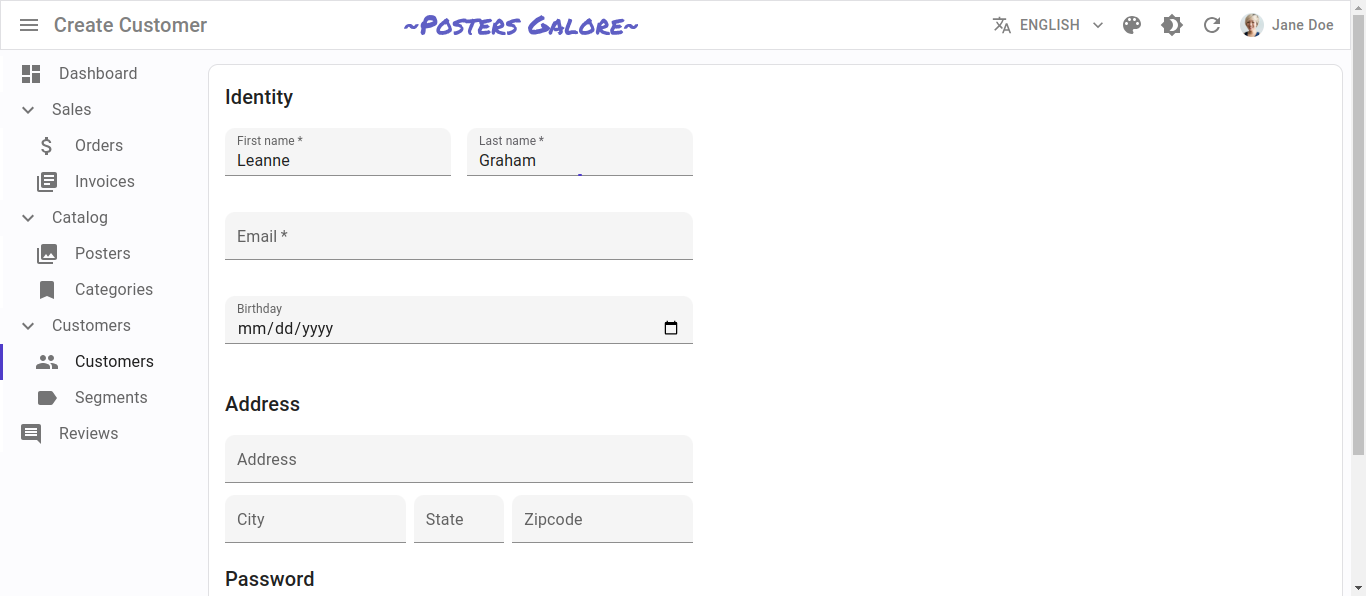 Create Customer
~Posters Galore~
ENGLISH
Jane Doe
Dashboard
Sales
Orders
Invoices
Catalog
Posters
Categories
Customers
Customers
Segments
Reviews
Identity
First name *
Leanne
Last name *
Graham
Email *
Birthday
mm/dd/yyyy
Address
Address
City
State
Zipcode
Password